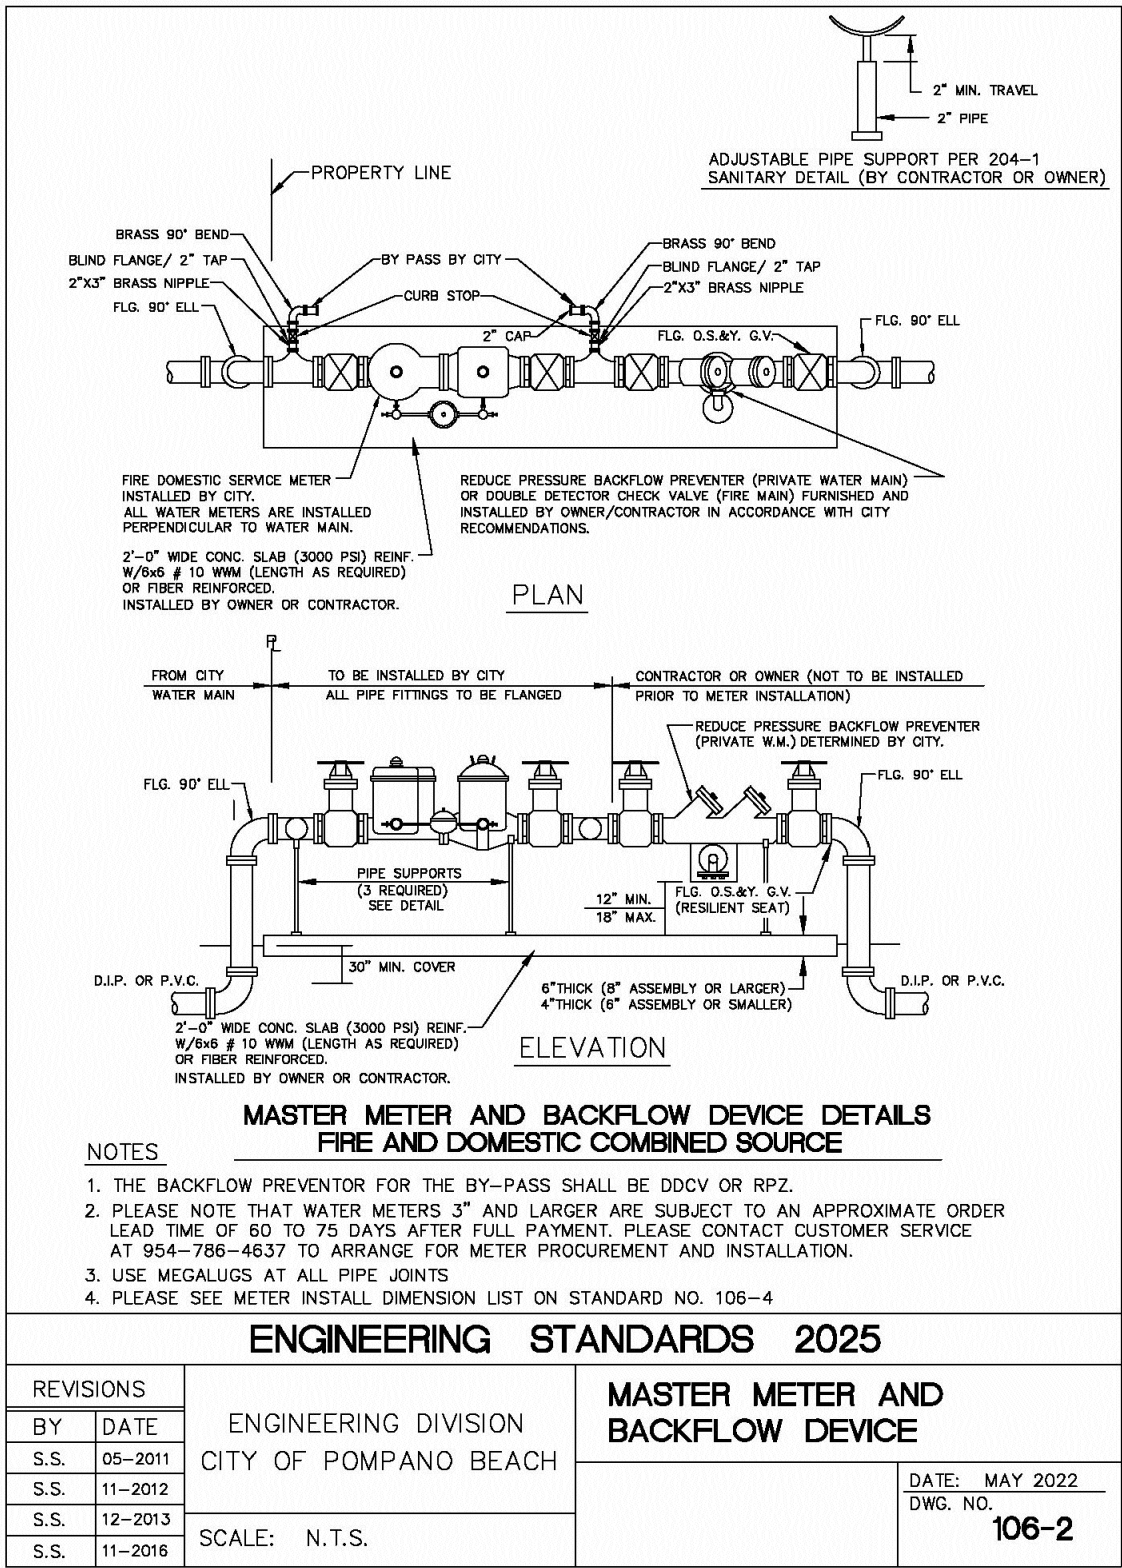 2" MIN. TRAVEL
2" PIPE
ADJUSTABLE PIPE SUPPORT PER 204-1
SANITARY DETAIL (BY CONTRACTOR OR OWNER)
PROPERTY LINE
BRASS 90° BEND
BLIND FLANGE/ 2" TAP
2"X3" BRASS NIPPLE
FLG. 90° ELL
BY PASS BY CITY
CURB STOP
2" CAP
BRASS 90° BEND
BLIND FLANGE/ 2" TAP
2"X3" BRASS NIPPLE
FLG. O.S.&Y. G.V.
FLG. 90° ELL
FIRE DOMESTIC SERVICE METER
INSTALLED BY CITY.
ALL WATER METERS ARE INSTALLED
PERPENDICULAR TO WATER MAIN.
2'-0" WIDE CONC. SLAB (3000 PSI) REINF.
W/6x6 # 10 WWM (LENGTH AS REQUIRED)
OR FIBER REINFORCED.
INSTALLED BY OWNER OR CONTRACTOR.
REDUCE PRESSURE BACKFLOW PREVENTER (PRIVATE WATER MAIN)
OR DOUBLE DETECTOR CHECK VALVE (FIRE MAIN) FURNISHED AND
INSTALLED BY OWNER/CONTRACTOR IN ACCORDANCE WITH CITY
RECOMMENDATIONS.
PLAN
PL
FROM CITY
WATER MAIN
TO BE INSTALLED BY CITY
ALL PIPE FITTINGS TO BE FLANGED
CONTRACTOR OR OWNER (NOT TO BE INSTALLED
PRIOR TO METER INSTALLATION)
REDUCE PRESSURE BACKFLOW PREVENTER
(PRIVATE W.M.) DETERMINED BY CITY.
FLG. 90° ELL
FLG. 90° ELL
PIPE SUPPORTS
(3 REQUIRED)
SEE DETAIL
12" MIN.
18" MAX.
FLG. O.S.&Y. G.V.
(RESILIENT SEAT)
30" MIN. COVER
D.I.P. OR P.V.C.
D.I.P. OR P.V.C.
6"THICK (8" ASSEMBLY OR LARGER)
4"THICK (6" ASSEMBLY OR SMALLER)
2'-0" WIDE CONC. SLAB (3000 PSI) REINF.
W/6x6 # 10 WWM (LENGTH AS REQUIRED)
OR FIBER REINFORCED.
INSTALLED BY OWNER OR CONTRACTOR.
ELEVATION
MASTER METER AND BACKFLOW DEVICE DETAILS
FIRE AND DOMESTIC COMBINED SOURCE
NOTES
1. THE BACKFLOW PREVENTOR FOR THE BY-PASS SHALL BE DDCV OR RPZ.
2. PLEASE NOTE THAT WATER METERS 3" AND LARGER ARE SUBJECT TO AN APPROXIMATE ORDER
LEAD TIME OF 60 TO 75 DAYS AFTER FULL PAYMENT. PLEASE CONTACT CUSTOMER SERVICE
AT 954-786-4637 TO ARRANGE FOR METER PROCUREMENT AND INSTALLATION.
3. USE MEGALUGS AT ALL PIPE JOINTS
4. PLEASE SEE METER INSTALL DIMENSION LIST ON STANDARD NO. 106-4
ENGINEERING STANDARDS 2025
REVISIONS
BY DATE
S.S. 05-2011
S.S. 11-2012
S.S. 12-2013
S.S. 11-2016
ENGINEERING DIVISION
CITY OF POMPANO BEACH
SCALE: N.T.S.
MASTER METER AND
BACKFLOW DEVICE
DATE: MAY 2022
DWG. NO.
106-2